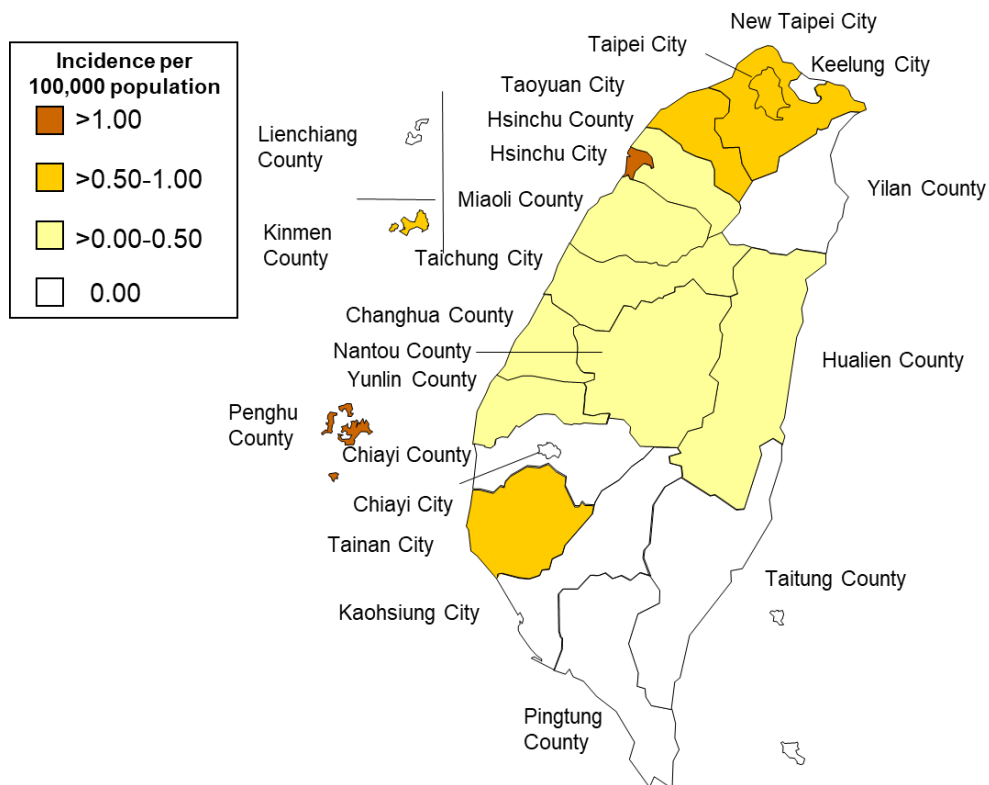 Incidence per
100,000 population
>1.00
>0.50-1.00
>0.00-0.50
0.00
New Taipei City
Taipei City
Keelung City
Taoyuan City
Hsinchu County
Lienchiang
County
Hsinchu City
Yilan County
Miaoli County
Kinmen
County
Taichung City
Changhua County
Nantou County
Hualien County
Yunlin County
Penghu
County
Chiayi County
Chiayi City
Tainan City
Taitung County
Kaohsiung City
Pingtung
County